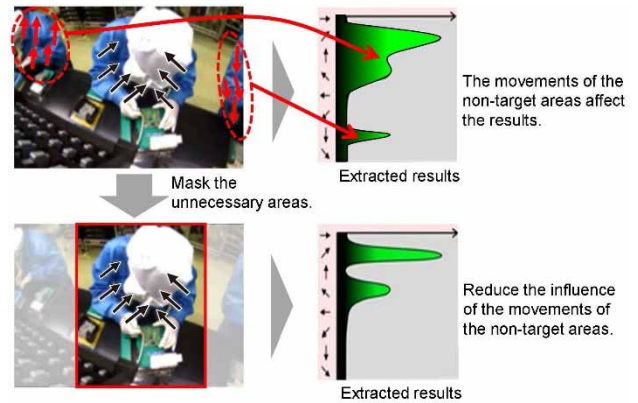 The movements of the
non-target areas affect
the results.
Extracted results
Mask the
unnecessary areas.
Reduce the influence
of the movements of
the non-target areas.
Extracted results